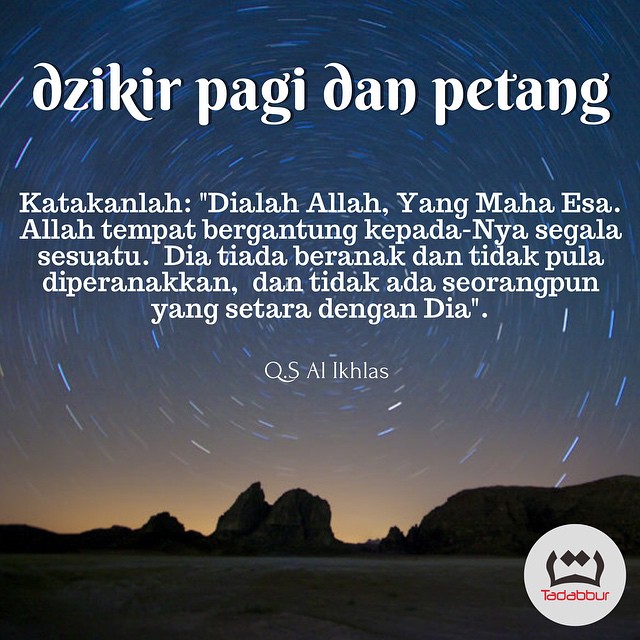 dzikir pagi dan petang
Katakanlah: "Dialah Allah, Yang Maha Esa.
Allah tempat bergantung kepada-Nya segala
sesuatu.  Dia tiada beranak dan tidak pula
diperanakkan,  dan tidak ada seorangpun
yang setara dengan Dia".
Q.S Al Ikhlas
Tadabbur